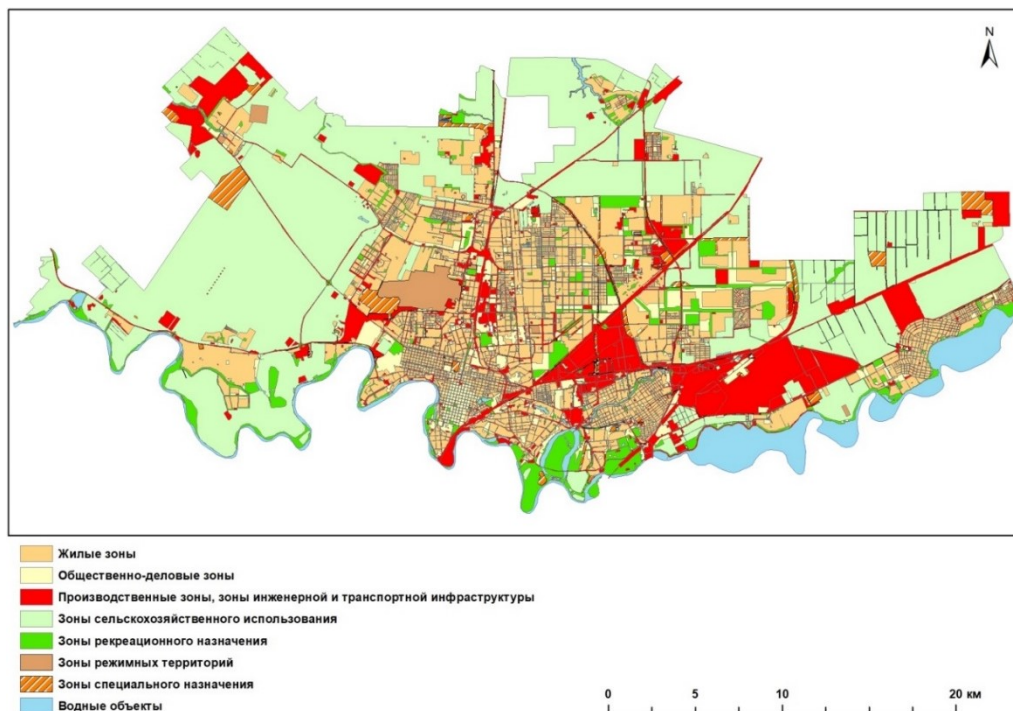 N
Жилые зоны
Общественно-деловые зоны
Производственные зоны, зоны инженерной и транспортной инфраструктуры
Зоны сельскохозяйственного использования
Зоны рекреационного назначения
Зоны режимных территорий
Зоны специального назначения
Водные объекты
0 5 10 20 км